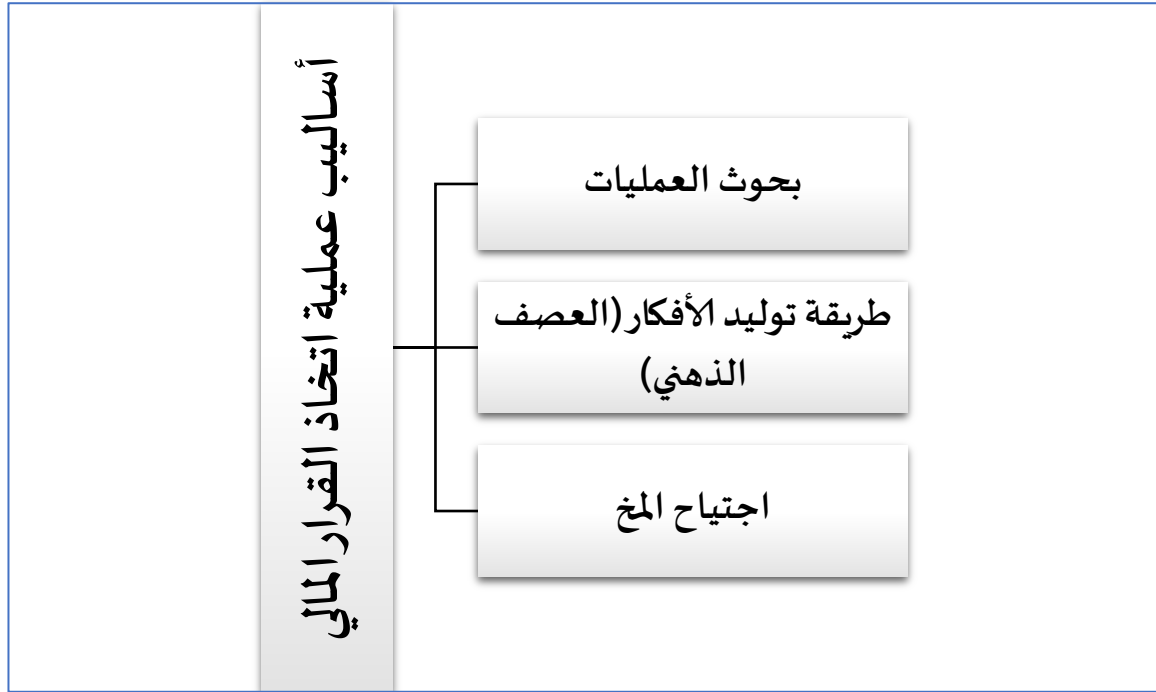 أساليب عملية اتخاذ القرار المالي
بحوث العمليات
طريقة توليد الأفكار (العصف
الذهني)
اجتياح المخ